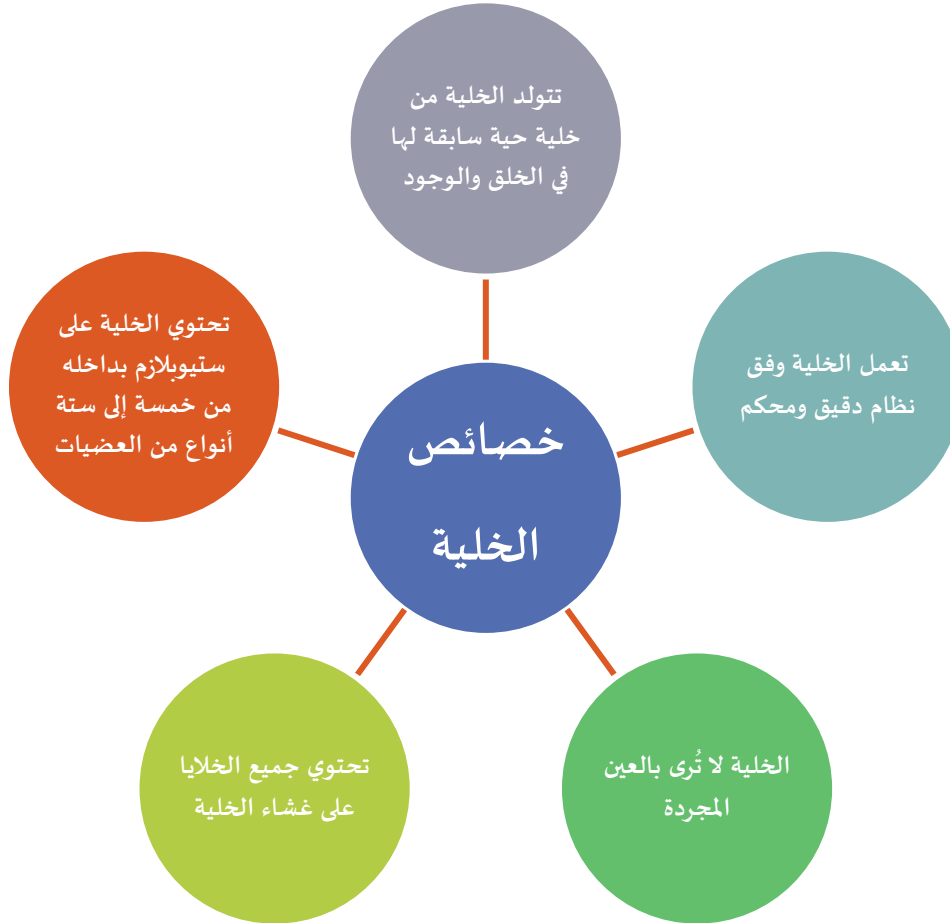 تتولد الخلية من
خلية حية سابقة لها
في الخلق والوجود
تعمل الخلية وفق
نظام دقيق ومحكم
تحتوي الخلية على
ستيوبلازم بداخله
من خمسة إلى ستة
أنواع من العضيات
خصائص
الخلية
الخلية لا تُرى بالعين
المجردة
تحتوي جميع الخلايا
على غشاء الخلية